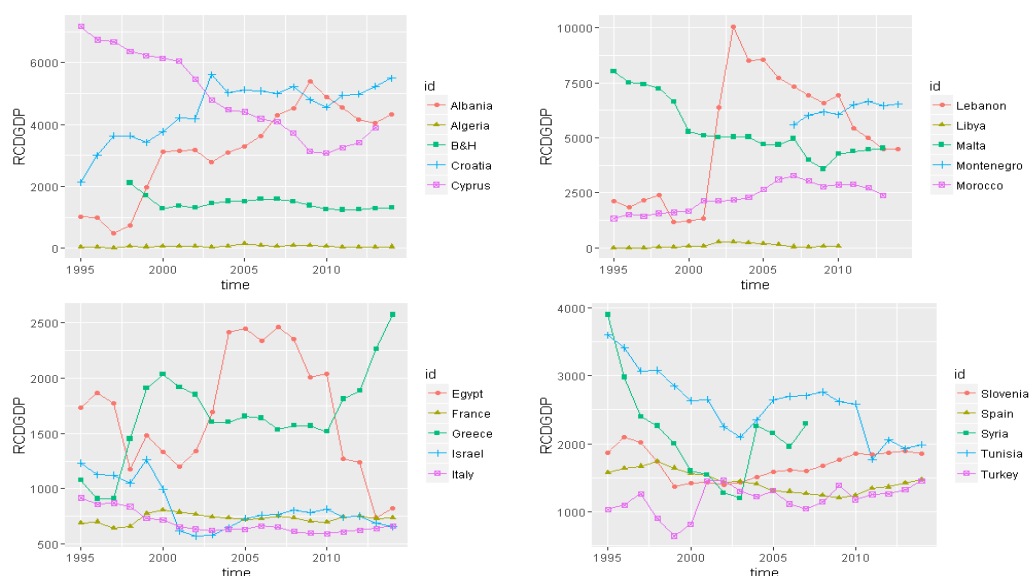 RCDGDP
6000
4000
2000
0
1995
2000
2005
2010
time
id
Albania
Algeria
B&H
Croatia
Cyprus
RCDGDP
10000
7500
5000
2500
0
1995
2000
2005
2010
time
id
Lebanon
Libya
Malta
Montenegro
Morocco
RCDGDP
2500
2000
1500
1000
500
1995
2000
2005
2010
time
id
Egypt
France
Greece
Israel
Italy
RCDGDP
4000
3000
2000
1000
1995
2000
2005
2010
time
id
Slovenia
Spain
Syria
Tunisia
Turkey